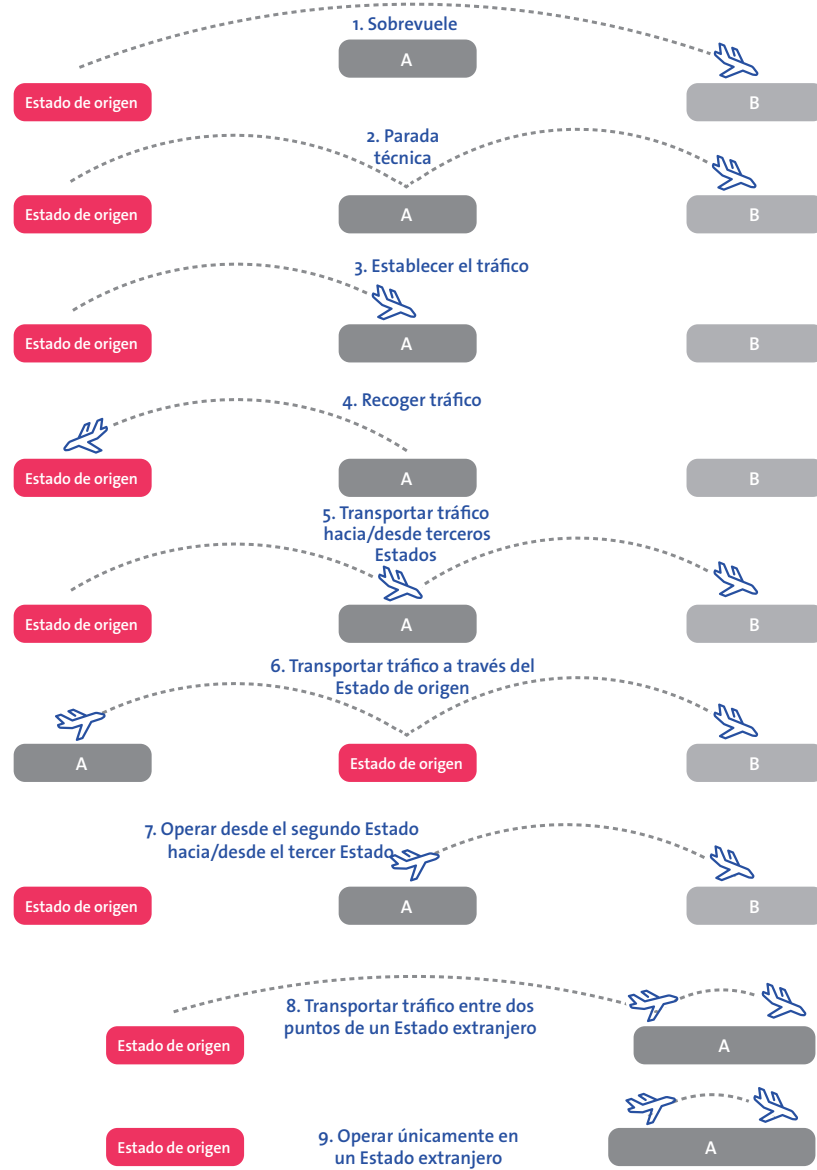 1. Sobrevuele
A
Estado de origen
B
2. Parada
técnica
Estado de origen
A
B
3. Establecer el tráfico
Estado de origen
A
B
4. Recoger tráfico
Estado de origen
A
B
5. Transportar tráfico
hacia/desde terceros
Estados
Estado de origen
A
B
6. Transportar tráfico a través del
Estado de origen
A
Estado de origen
B
7. Operar desde el segundo Estado
hacia/desde el tercer Estado
Estado de origen
A
B
8. Transportar tráfico entre dos
puntos de un Estado extranjero
Estado de origen
A
9. Operar únicamente en
un Estado extranjero
Estado de origen
A